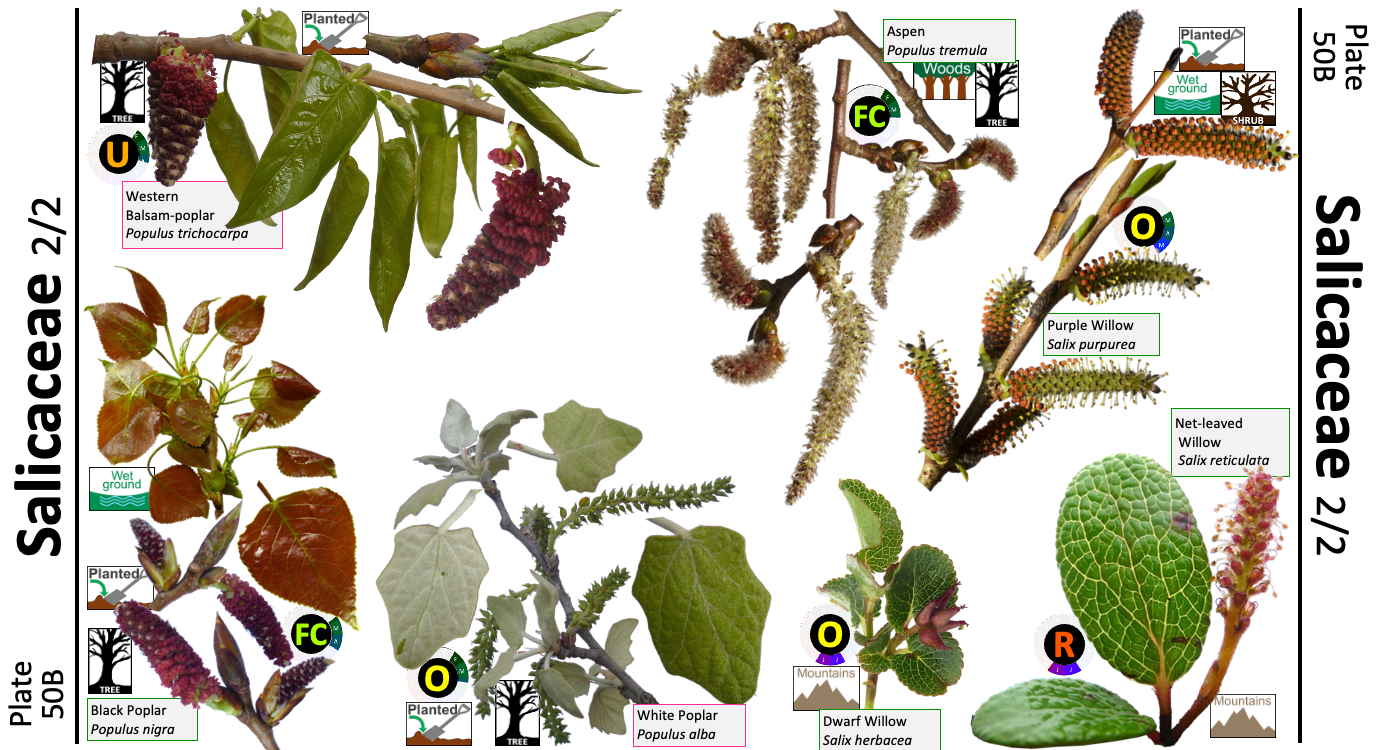 Salicaceae 2/2
Plate
50B
Planted
TREE
U
F
M
A
Western
Balsam-poplar
Populus trichocarpa
Aspen
Populus tremula
Woods
TREE
FC
F
M
Planted
Wet
ground
SHRUB
O
M
A
M
Purple Willow
Salix purpurea
Plate
50B
Salicaceae 2/2
Net-leaved
Willow
Salix reticulata
R
J
J
Mountains
Wet
ground
Planted
TREE
FC
M
A
Black Poplar
Populus nigra
O
F
M
Planted
TREE
White Poplar
Populus alba
O
J
J
Mountains
Dwarf Willow
Salix herbacea